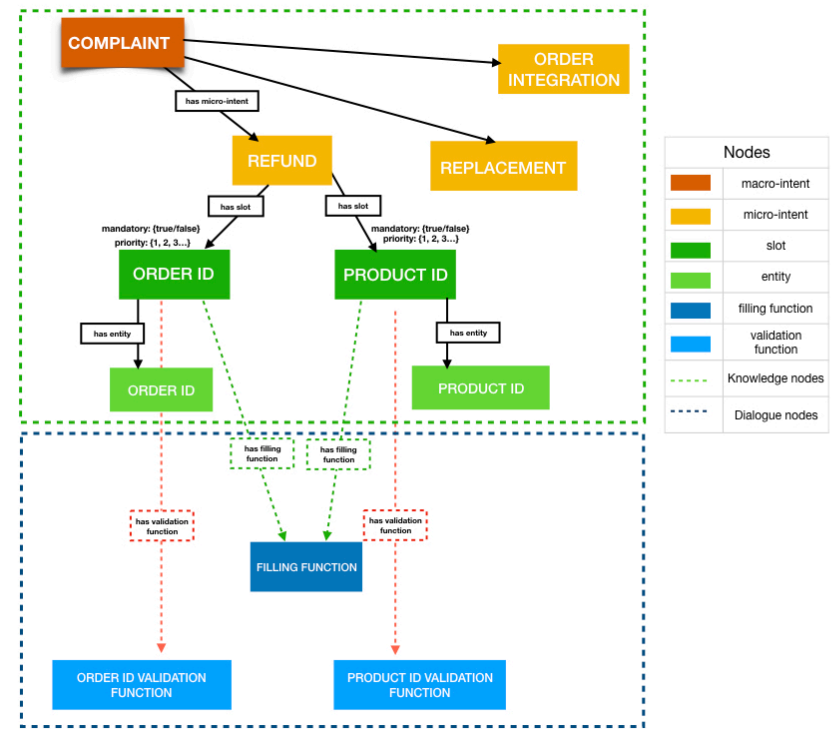 COMPLAINT
ORDER
INTEGRATION
has micro-intent
REFUND
REPLACEMENT
has slot
has slot
mandatory: {true/false}
priority: {1, 2, 3...}
mandatory: {true/false}
priority: {1, 2, 3...}
ORDER ID
PRODUCT ID
has entity
has entity
ORDER ID
PRODUCT ID
has filling
function
has filling
function
has validation
function
has validation
function
FILLING FUNCTION
ORDER ID VALIDATION
FUNCTION
PRODUCT ID VALIDATION
FUNCTION
Nodes
macro-intent
micro-intent
slot
entity
filling function
validation
function
Knowledge nodes
Dialogue nodes